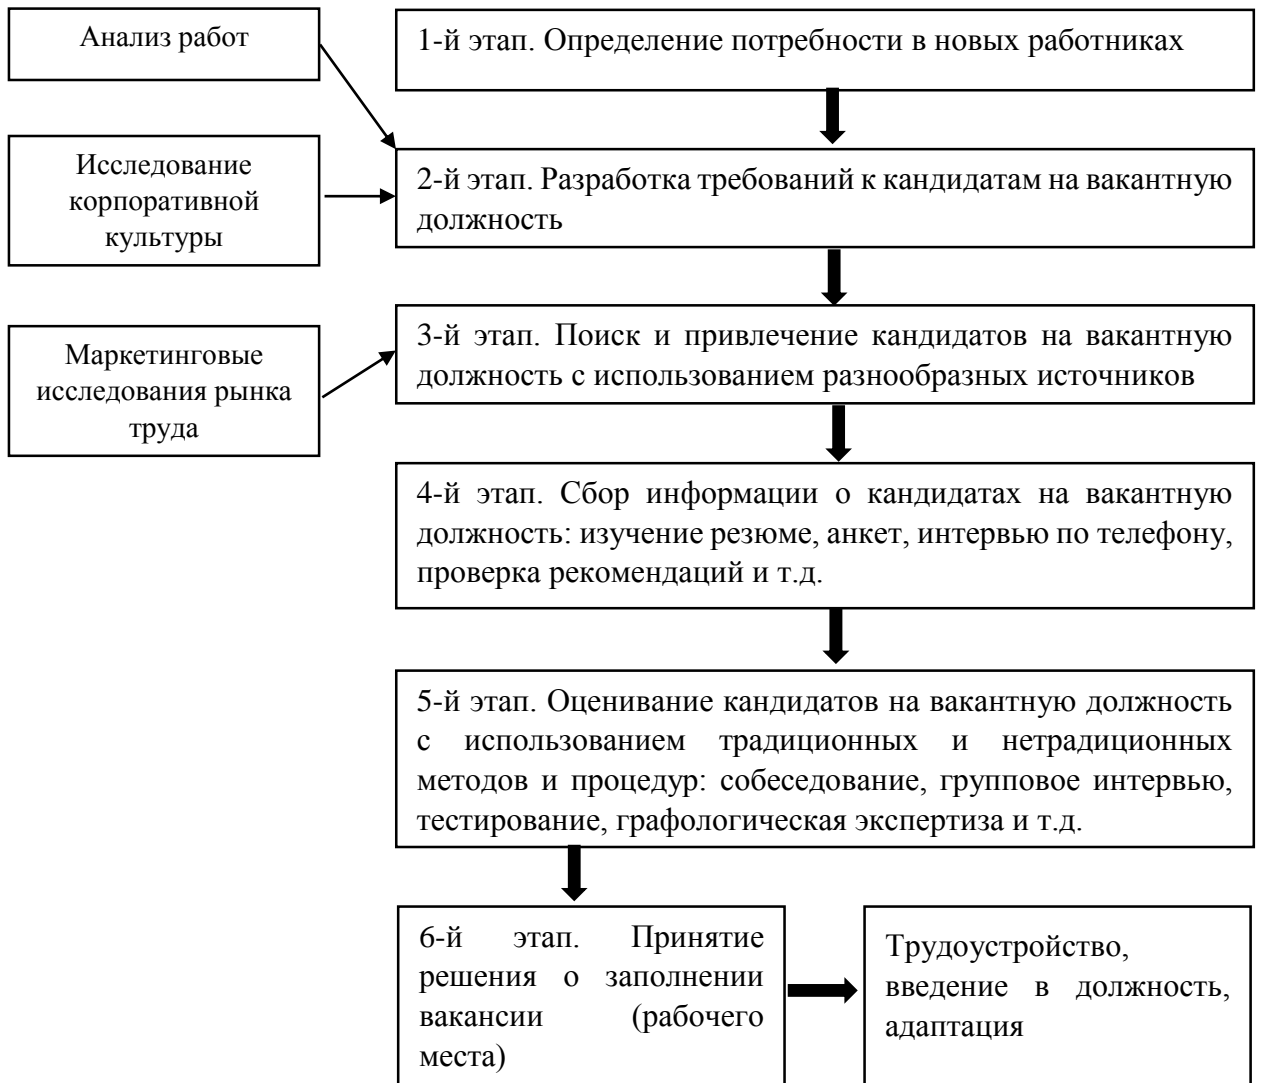 Анализ работ
1-й этап. Определение потребности в новых работниках
Исследование
корпоративной
культуры
2-й этап. Разработка требований к кандидатам на вакантную
должность
Маркетинговые
исследования рынка
труда
3-й этап. Поиск и привлечение кандидатов на вакантную
должность с использованием разнообразных источников
4-й этап. Сбор информации о кандидатах на вакантную
должность: изучение резюме, анкет, интервью по телефону,
проверка рекомендаций и т.д.
5-й этап. Оценивание кандидатов на вакантную должность
с использованием традиционных и нетрадиционных
методов и процедур: собеседование, групповое интервью,
тестирование, графологическая экспертиза и т.д.
6-й этап. Принятие
решения о заполнении
вакансии (рабочего
места)
Трудоустройство,
введение в должность,
адаптация